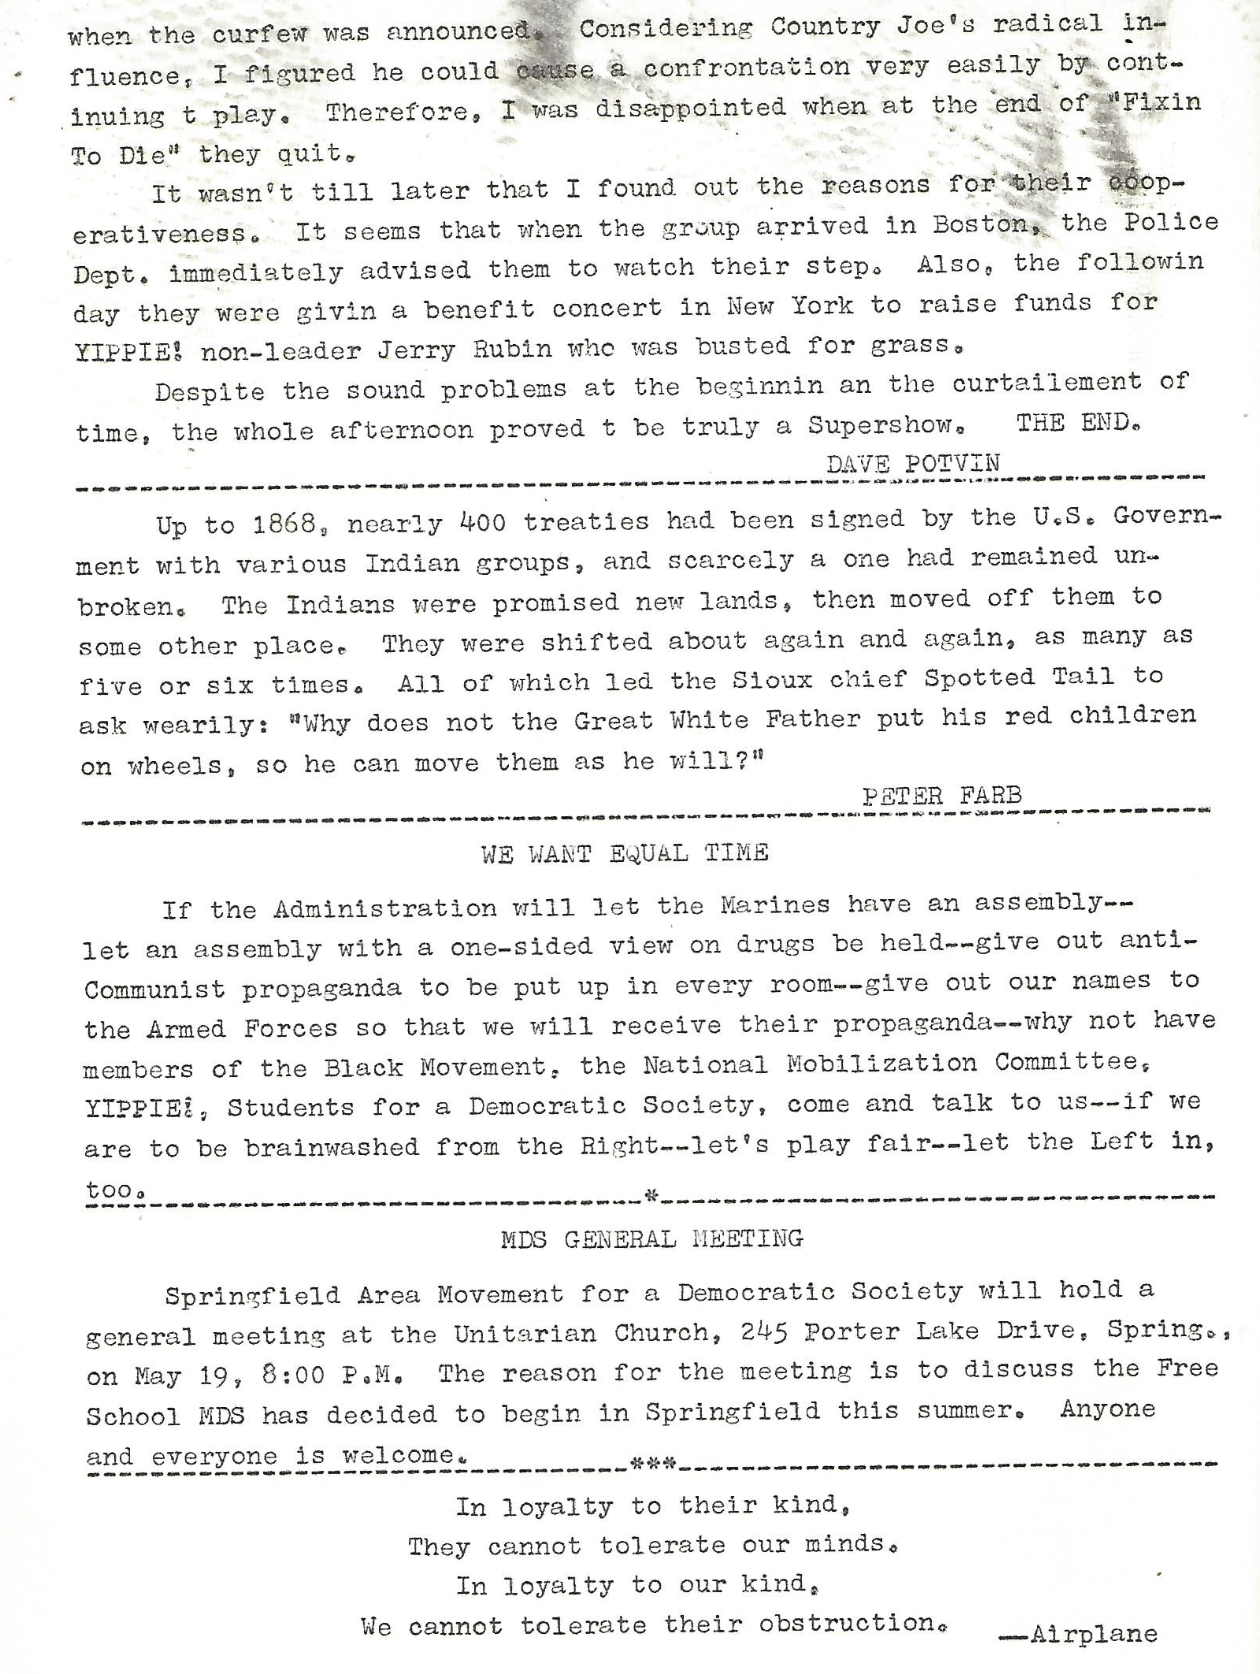 when the curfew was announced. Considering Country Joe's radical in-
fluence, I figured he could cause a confrontation very easily by cont-
inuing t play. Therefore, I was disappointed when at the end of "Fixin
To Die" they quit.
It wasn't till later that I found out the reasons for their coop-
erativeness. It seems that when the group arrived in Boston, the Police
Dept. immediately advised them to watch their step. Also, the followin
day they were givin a benefit concert in New York to raise funds for
YIPPIE! non-leader Jerry Rubin who was busted for grass.
Despite the sound problems at the beginnin an the curtailement of
time, the whole afternoon proved t be truly a Supershow. THE END.
DAVE POTVIN
Up to 1868, nearly 400 treaties had been signed by the U.S. Govern-
ment with various Indian groups, and scarcely a one had remained un-
broken. The Indians were promised new lands, then moved off them to
some other place. They were shifted about again and again, as many as
five or six times. All of which led the Sioux chief Spotted Tail to
ask wearily: "Why does not the Great White Father put his red children
on wheels, so he can move them as he will?"
PETER FARB
WE WANT EQUAL TIME
If the Administration will let the Marines have an assembly--
let an assembly with a one-sided view on drugs be held--give out anti-
Communist propaganda to be put up in every room--give out our names to
the Armed Forces so that we will receive their propaganda--why not have
members of the Black Movement, the National Mobilization Committee,
YIPPIE!, Students for a Democratic Society, come and talk to us--if we
are to be brainwashed from the Right--let's play fair--let the Left in,
too.-------------------------------*-----------------------------------
MDS GENERAL MEETING
Springfield Area Movement for a Democratic Society will hold a
general meeting at the Unitarian Church, 245 Porter Lake Drive, Spring.,
on May 19, 8:00 P.M. The reason for the meeting is to discuss the Free
School MDS has decided to begin in Springfield this summer. Anyone
and everyone is welcome.----------***----------------------------------
In loyalty to their kind,
They cannot tolerate our minds.
In loyalty to our kind,
We cannot tolerate their obstruction. —Airplane